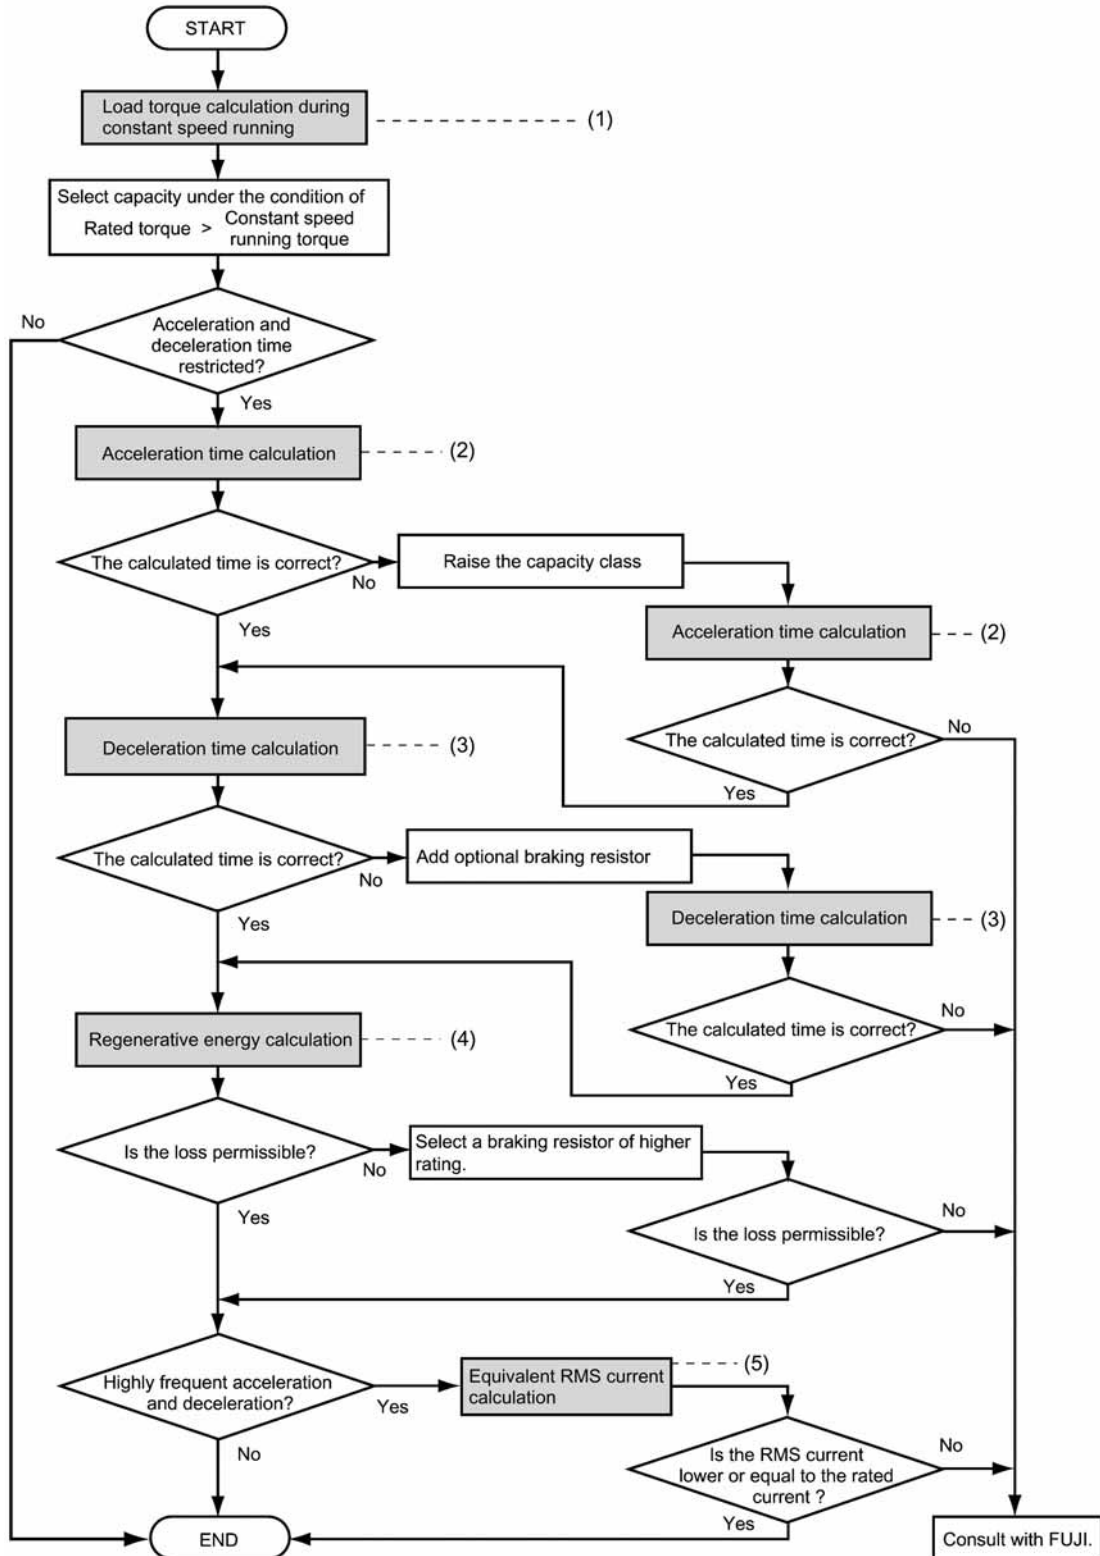 START
Load torque calculation during
constant speed running
(1)
Select capacity under the condition of
Rated torque > Constant speed
running torque
No
Acceleration and
deceleration time
restricted?
Yes
Acceleration time calculation
(2)
The calculated time is correct?
No
Raise the capacity class
Yes
Acceleration time calculation
(2)
Deceleration time calculation
(3)
The calculated time is correct?
No
Yes
The calculated time is correct?
No
Add optional braking resistor
Yes
Deceleration time calculation
(3)
Regenerative energy calculation
(4)
The calculated time is correct?
No
Yes
Is the loss permissible?
No
Select a braking resistor of higher
rating.
Yes
Is the loss permissible?
No
Yes
Highly frequent acceleration
and deceleration?
Yes
Equivalent RMS current
calculation
(5)
No
Is the RMS current
lower or equal to the rated
current ?
No
Yes
END
Consult with FUJI.